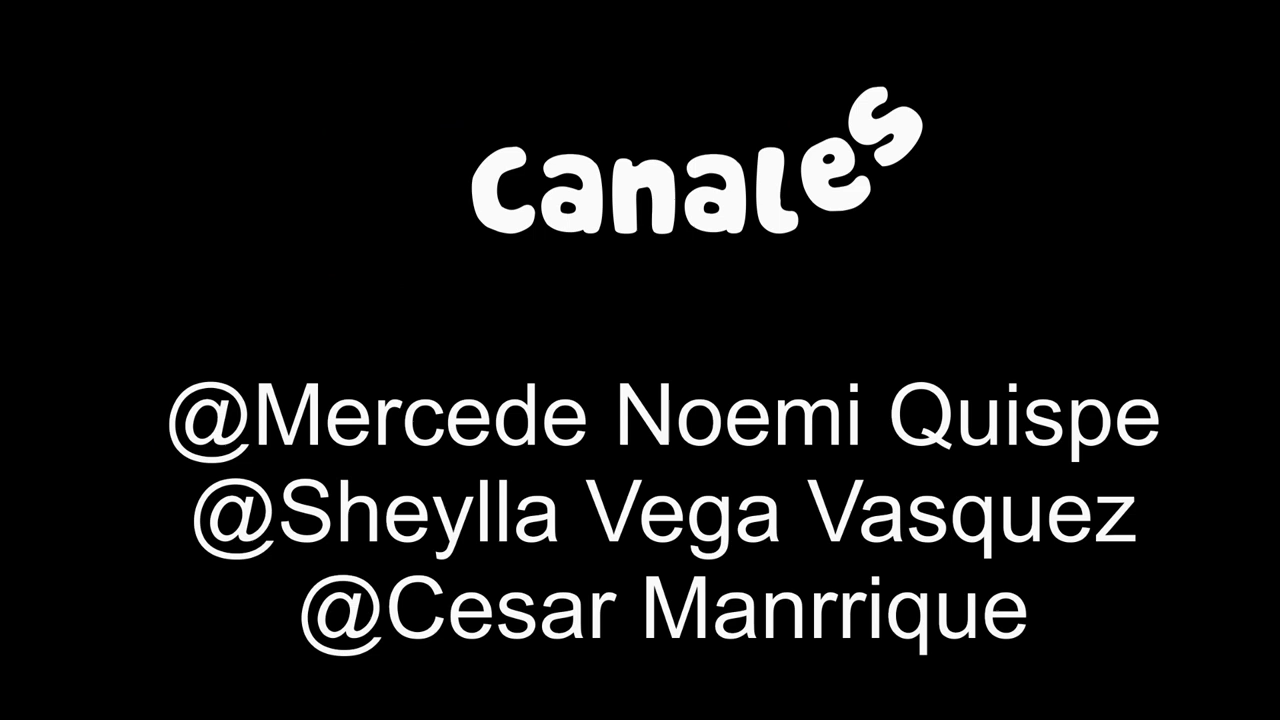 Canales
@Mercede Noemi Quispe
@Sheylla Vega Vasquez
@Cesar Manrrique